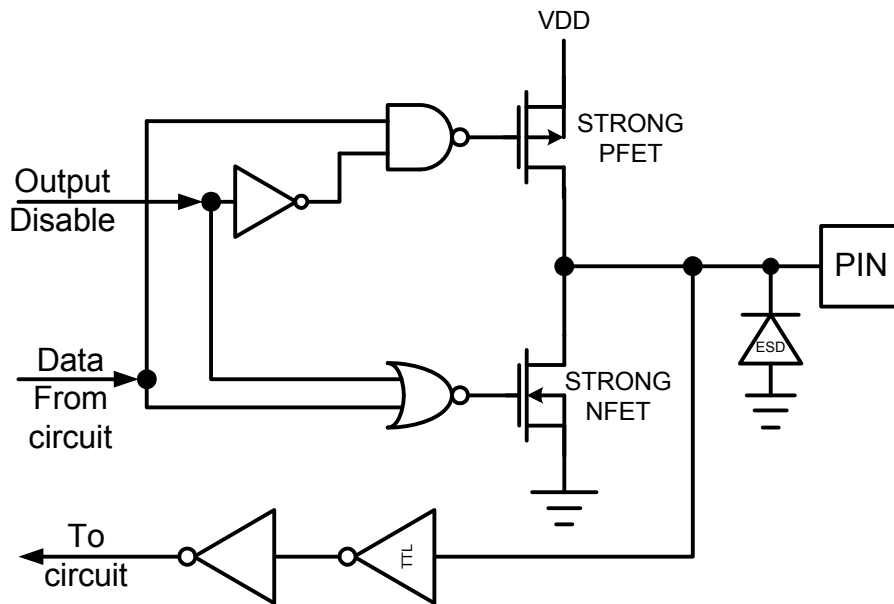 VDD
STRONG
PFET
Output
Disable
PIN
ESD
Data
From
circuit
STRONG
NFET
To
circuit
TTL